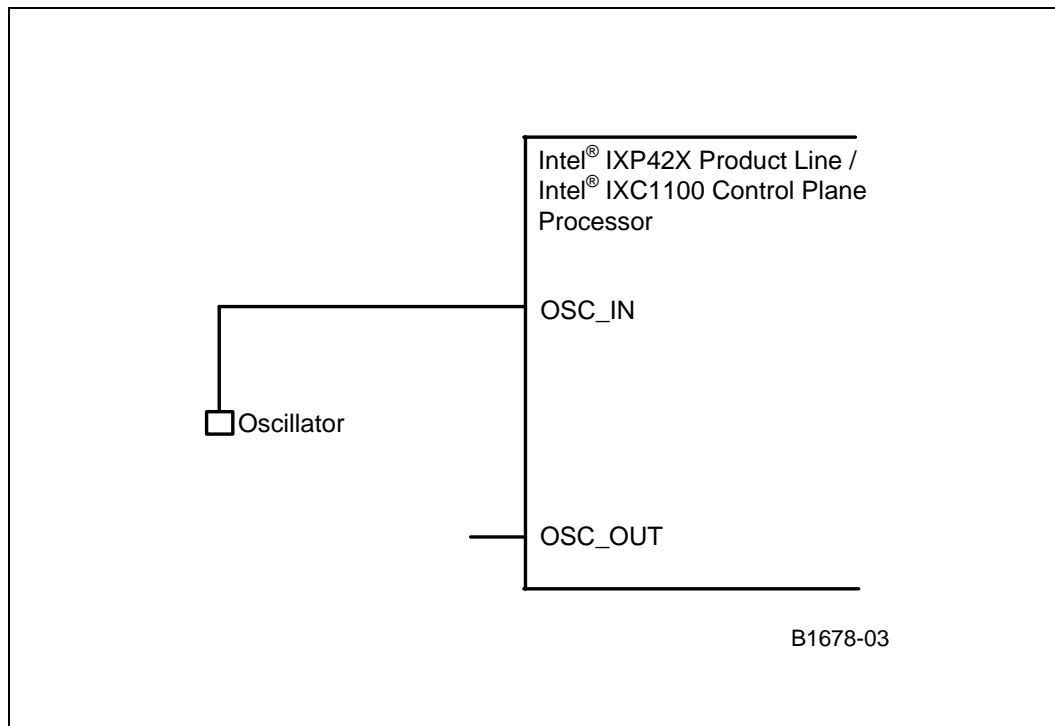 Intel® IXP42X Product Line /
Intel® IXC1100 Control Plane
Processor
OSC_IN
Oscillator
OSC_OUT
B1678-03